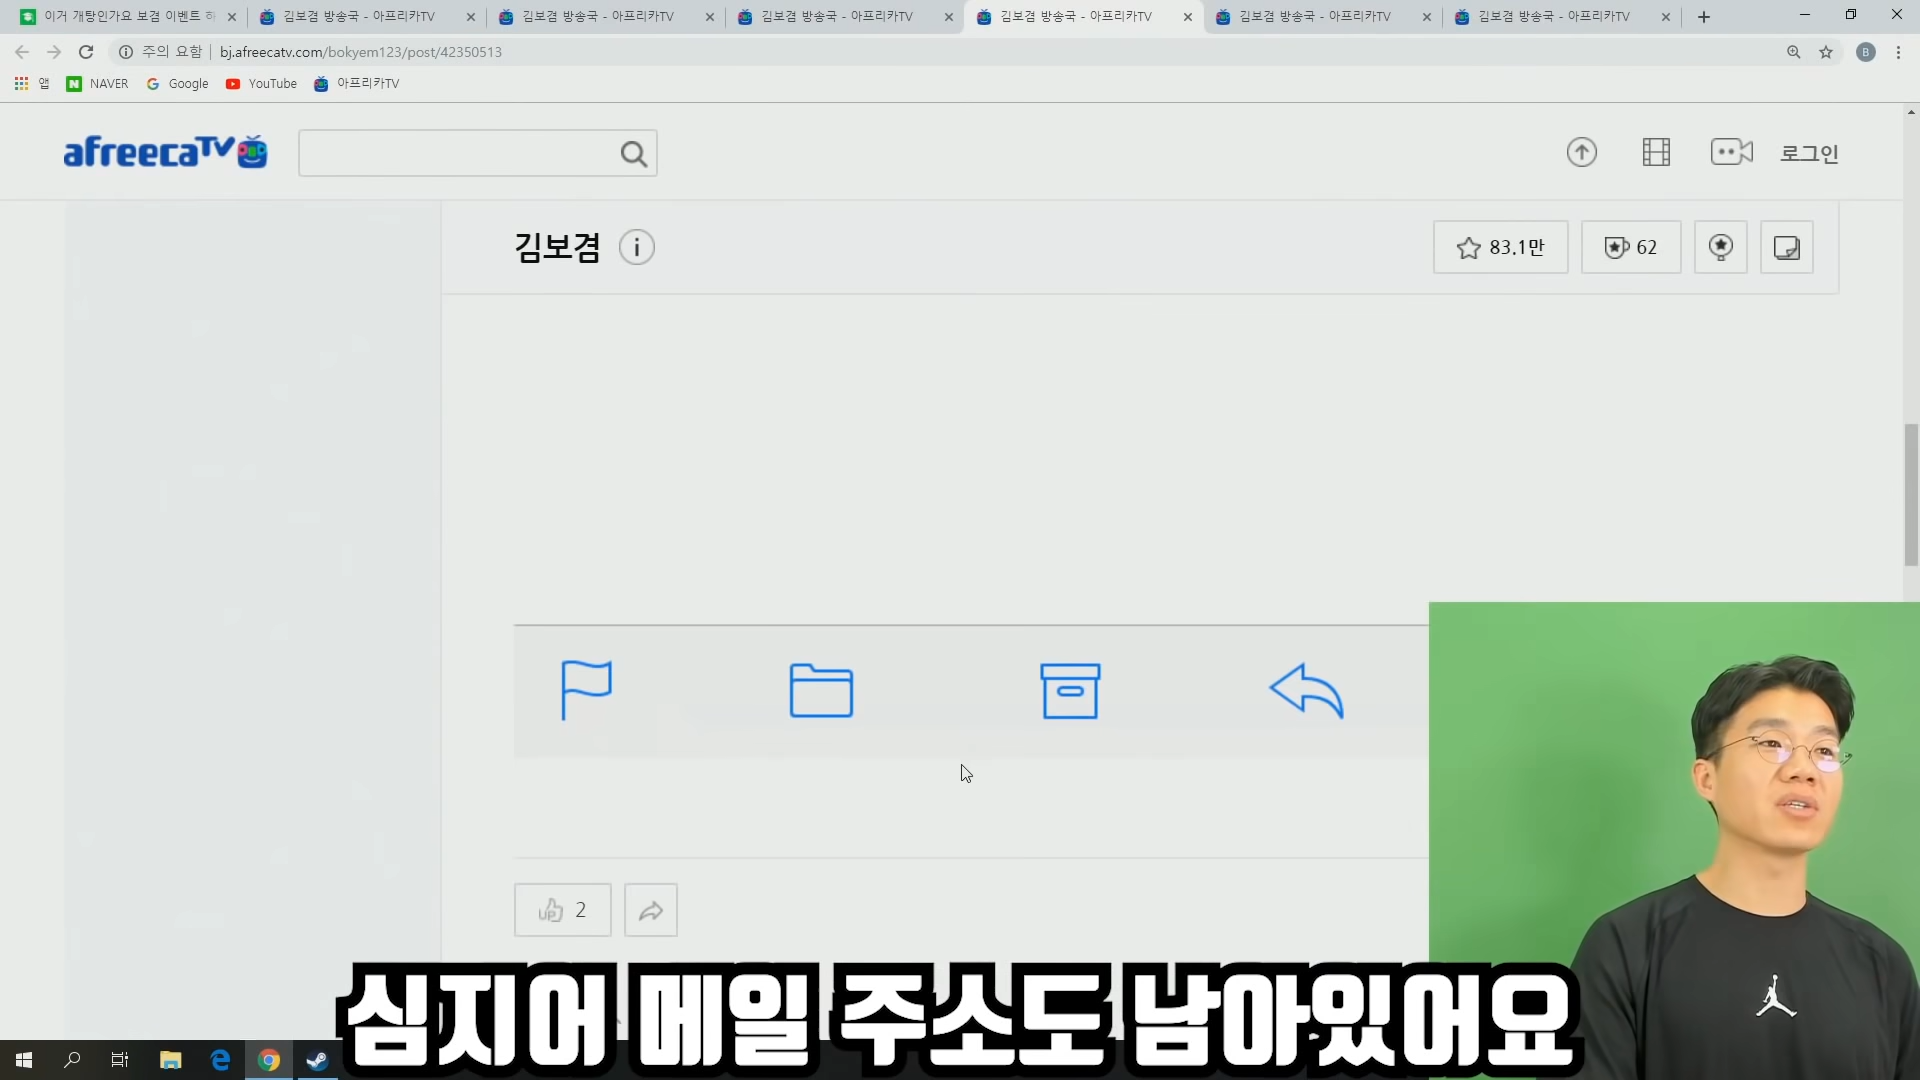 이거 개탕인가요 보겸 이벤트 하
김보겸 방송국 - 아프리카TV
김보겸 방송국 - 아프리카TV
김보겸 방송국 - 아프리카TV
김보겸 방송국 - 아프리카TV
김보겸 방송국 - 아프리카TV
김보겸 방송국 - 아프리카TV
주의 요함 bj.afreecatv.com/bokyem123/post/42350513
B
앱 NAVER Google YouTube 아프리카TV
afreecaTV
로그인
김보겸
83.1만
62
up 2
심지어 메일 주소도 남아있어요